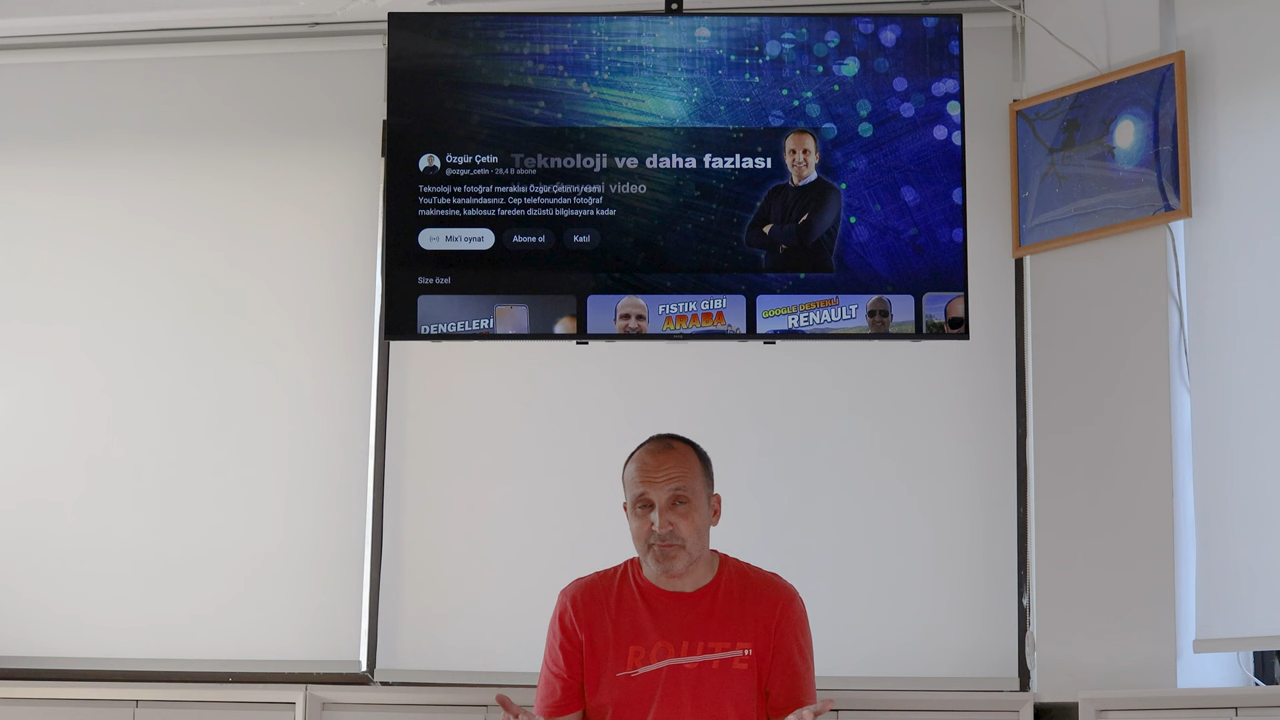 Özgür Çetin
@ozgur_cetin • 28,4 B abone
Teknoloji ve daha fazlası
video
Teknoloji ve fotoğraf meraklısı Özgür Çetin'in resmi
YouTube kanalındasınız. Cep telefonundan fotoğraf
makinesine, kablosuz fareden dizüstü bilgisayara kadar
Mix'i oynat
Abone ol
Katıl
Size özel
DENGELERİ
FISTIK GİBİ
ARABA
GOOGLE DESTEKLİ
RENAULT
ROUTE
91